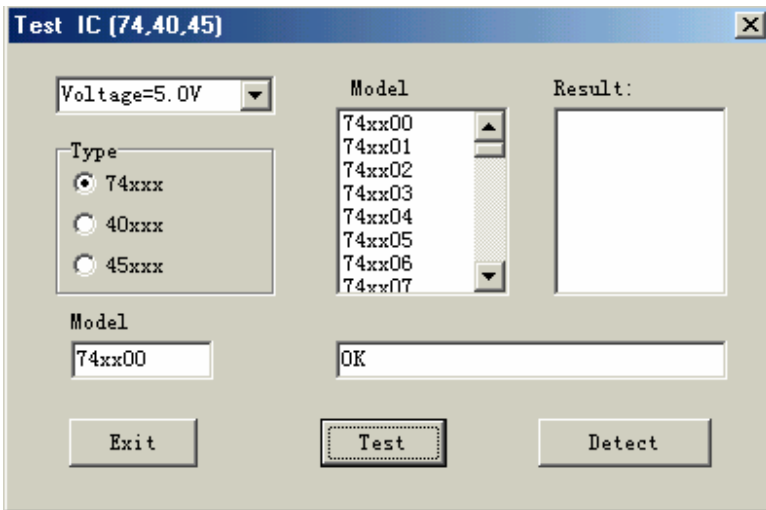 Test IC (74,40,45)
Voltage=5.0V
Type
74xxx
40xxx
45xxx
Model
74xx00
74xx01
74xx02
74xx03
74xx04
74xx05
74xx06
74xx07
Result:
Model
74xx00
OK
Exit
Test
Detect